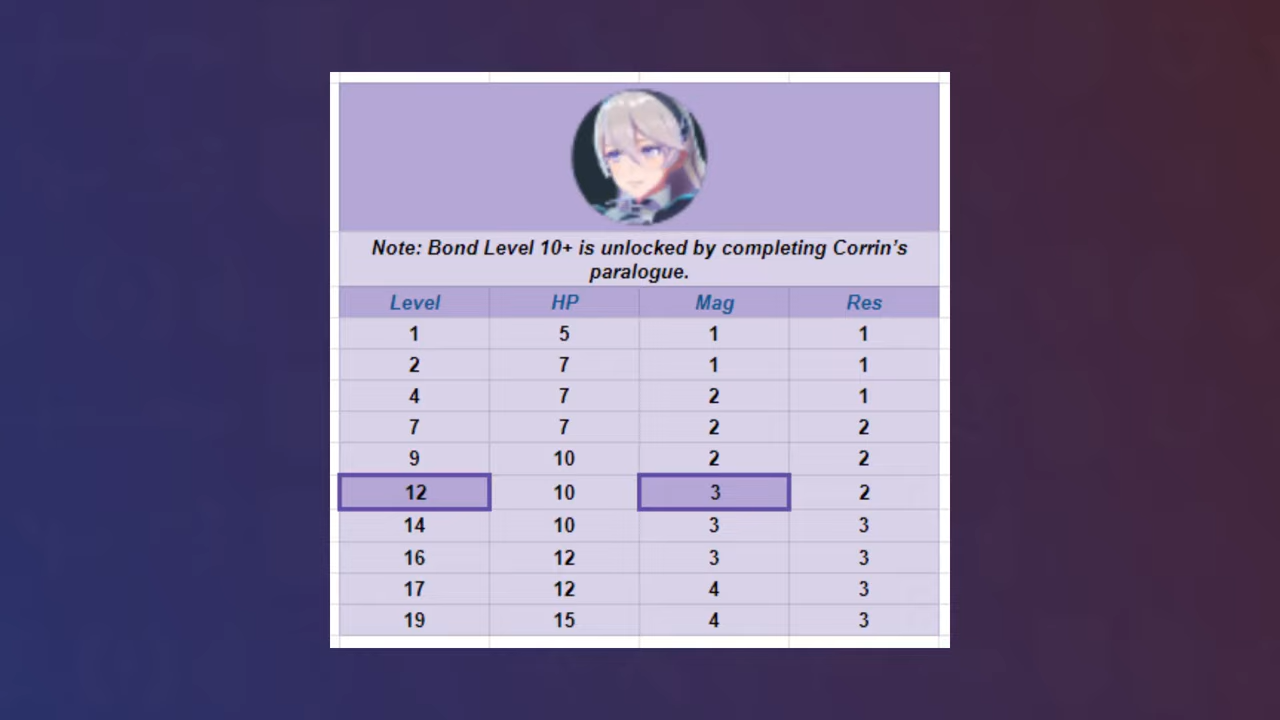 Note: Bond Level 10+ is unlocked by completing Corrin's
paralogue.
Level HP Mag Res
1 5 1 1
2 7 1 1
4 7 2 1
7 7 2 2
9 10 2 2
12 10 3 2
14 10 3 3
16 12 3 3
17 12 4 3
19 15 4 3